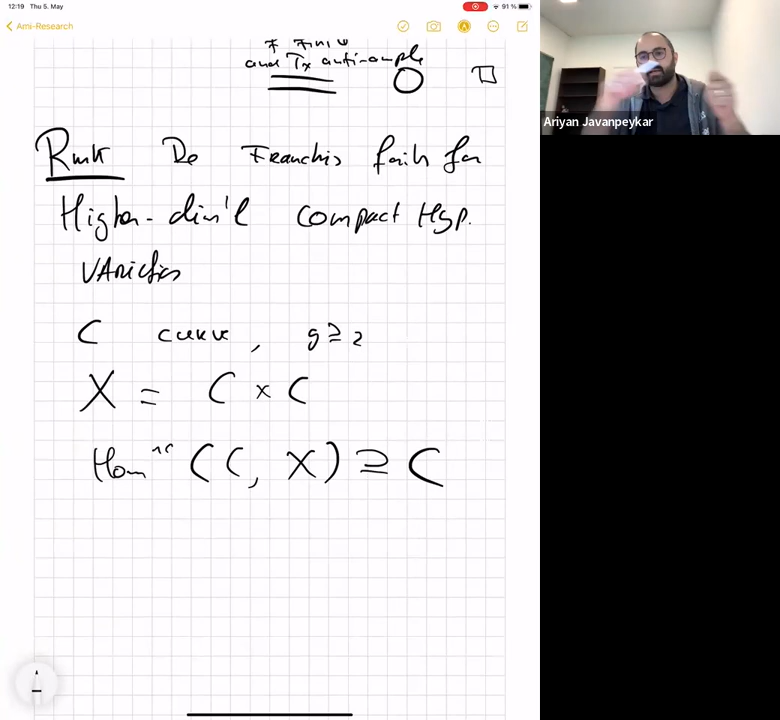 12:19 Thu 5. May
91 %
Ami-Research
Ariyan Javanpeykar
and Tx anti-ample
Rmk De Franchis fails for
Higher-dim'l compact Hyp.
VARieties
C curve, g ≥ 2
X = C × C
Hom^nc (C, X) ⊇ C